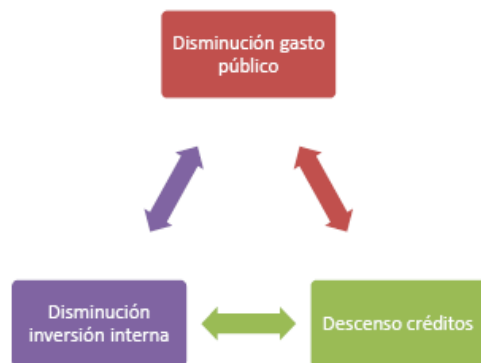 Disminución gasto
público
Disminución
inversión interna
Descenso créditos